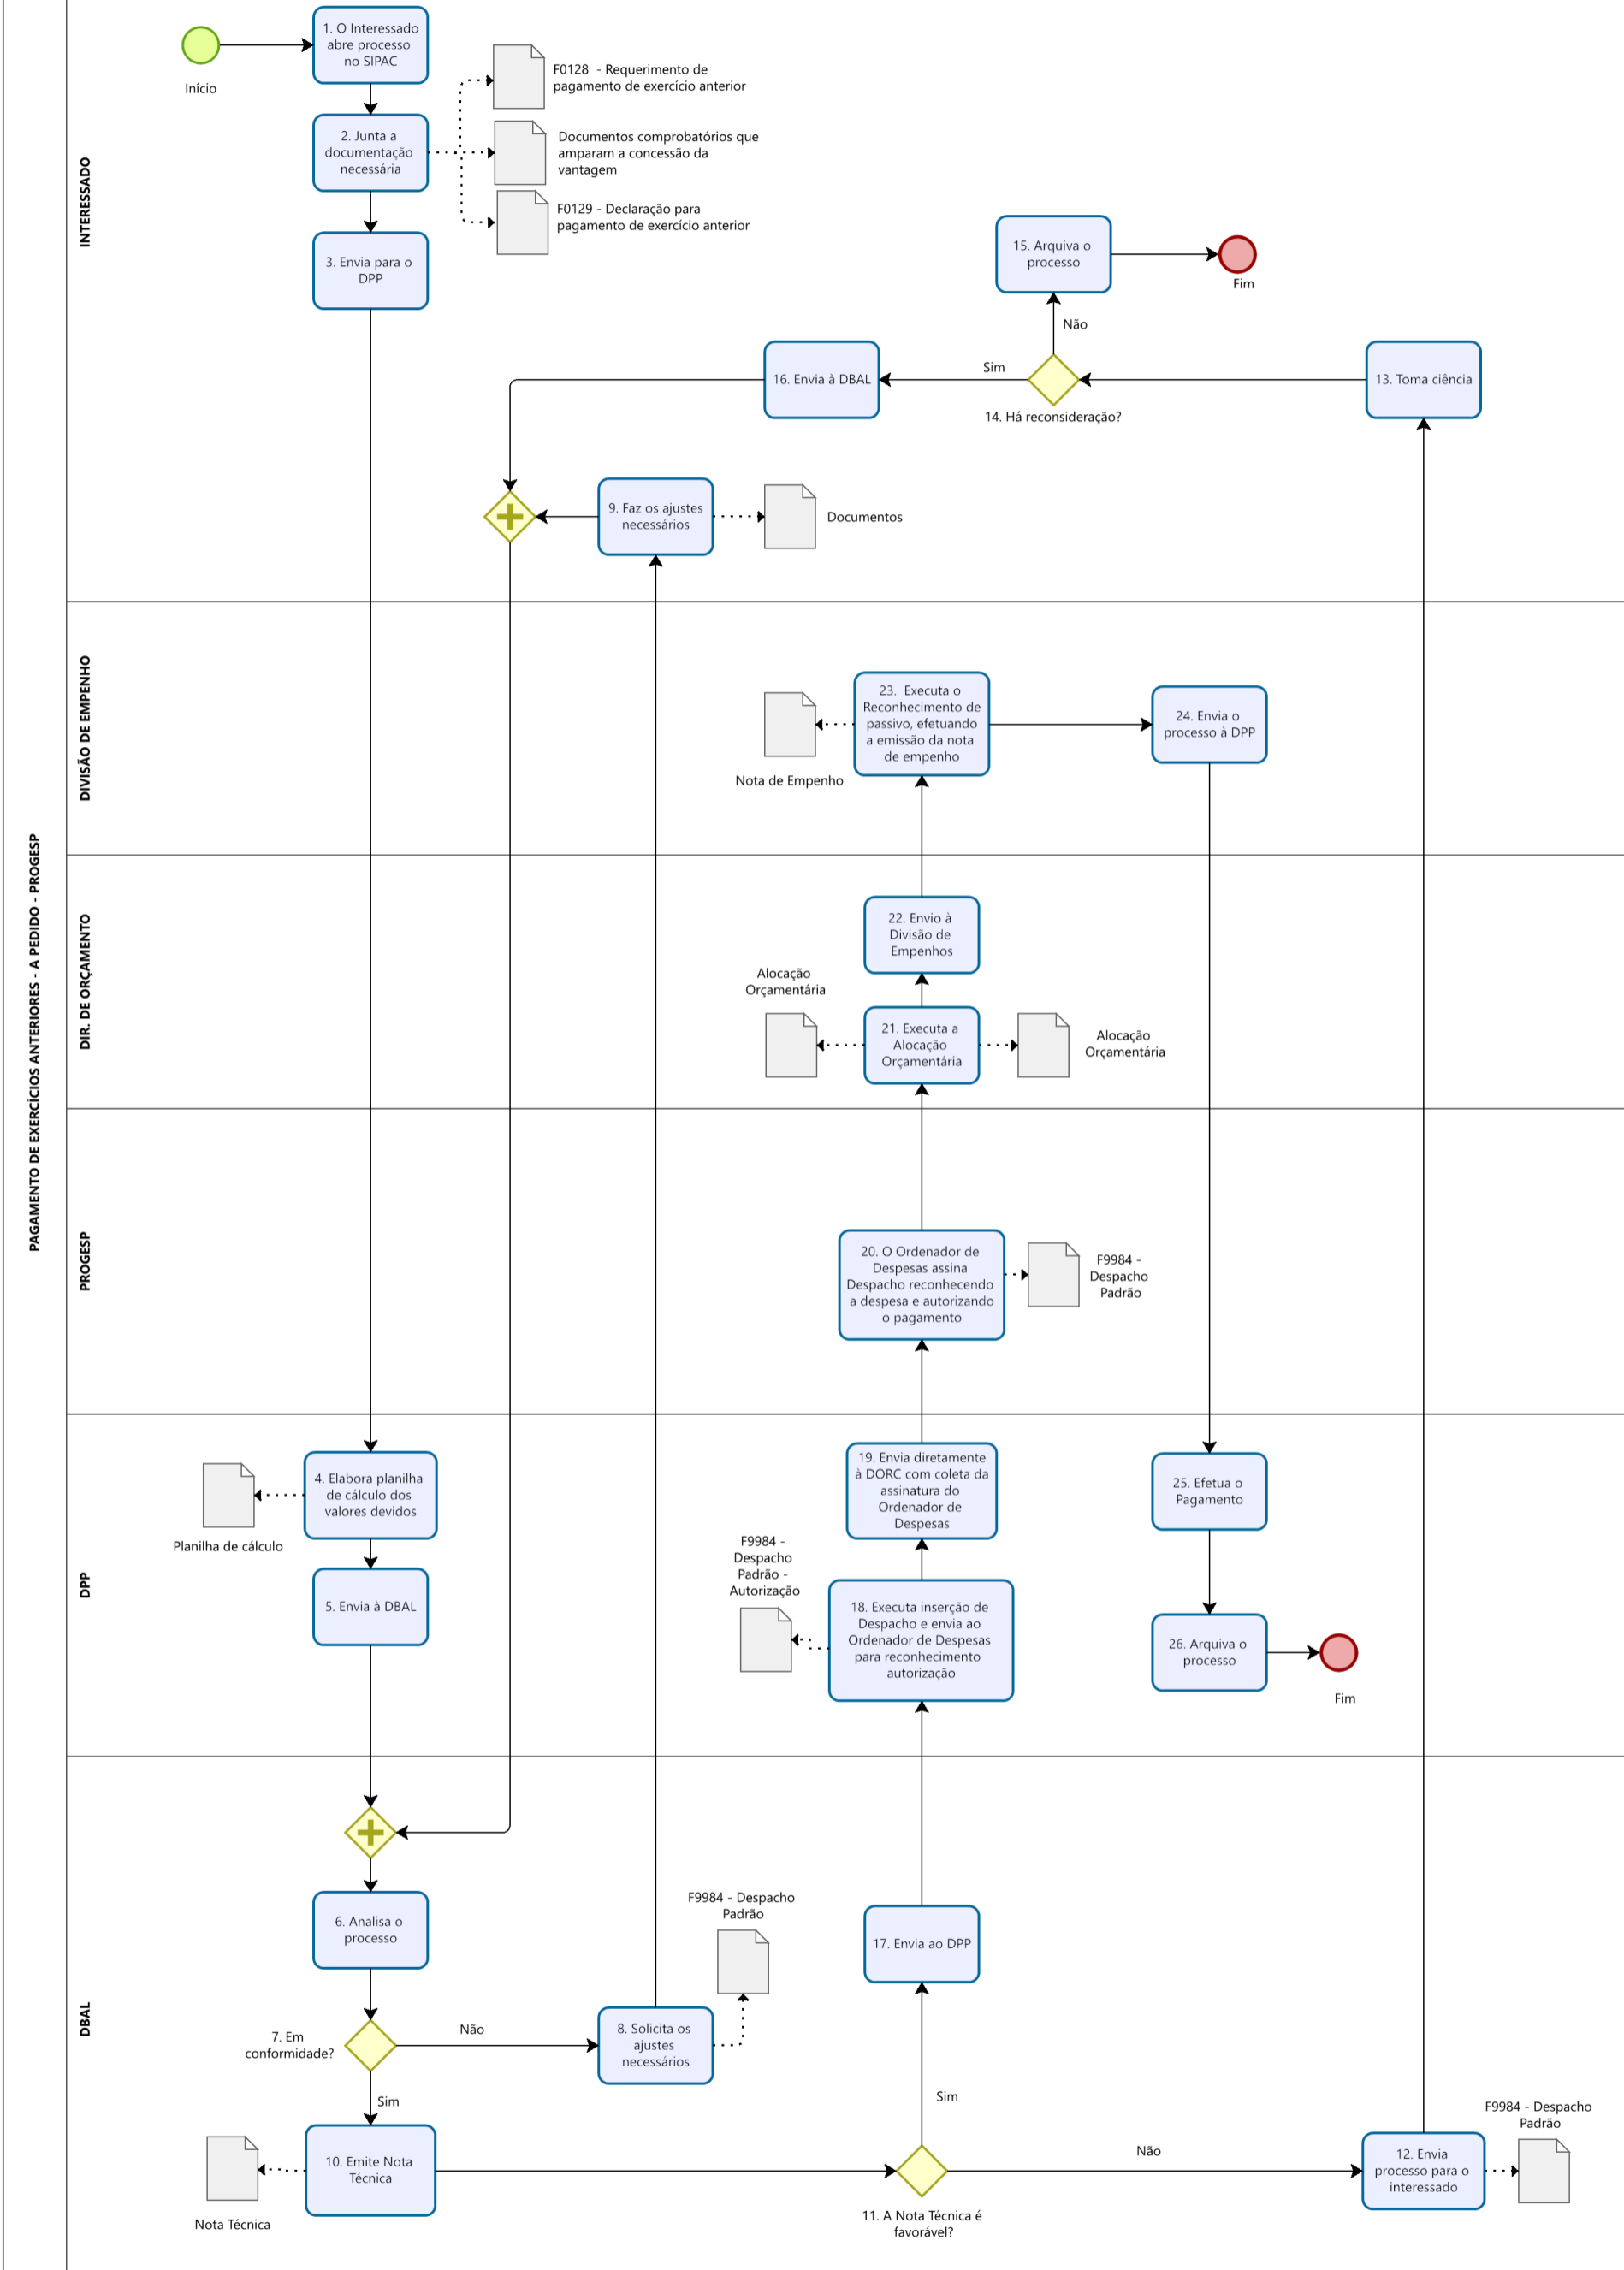 PAGAMENTO DE EXERCÍCIOS ANTERIORES - A PEDIDO - PROGESP
INTERESSADO
Início
1. O Interessado
abre processo
no SIPAC
2. Junta a
documentação
necessária
F0128 - Requerimento de
pagamento de exercício anterior
Documentos comprobatórios que
amparam a concessão da
vantagem
F0129 - Declaração para
pagamento de exercício anterior
3. Envia para o
DPP
15. Arquiva o
processo
Fim
Não
Sim
14. Há reconsideração?
13. Toma ciência
16. Envia à DBAL
9. Faz os ajustes
necessários
Documentos
DIVISÃO DE EMPENHO
23. Executa o
Reconhecimento de
passivo, efetuando
a emissão da nota
de empenho
Nota de Empenho
24. Envia o
processo à DPP
DIR. DE ORÇAMENTO
22. Envio à
Divisão de
Empenhos
Alocação
Orçamentária
21. Executa a
Alocação
Orçamentária
Alocação
Orçamentária
PROGESP
20. O Ordenador de
Despesas assina
Despacho reconhecendo
a despesa e autorizando
o pagamento
F9984 -
Despacho
Padrão
DPP
4. Elabora planilha
de cálculo dos
valores devidos
Planilha de cálculo
5. Envia à DBAL
19. Envia diretamente
à DORC com coleta da
assinatura do
Ordenador de
Despesas
F9984 -
Despacho
Padrão -
Autorização
18. Executa inserção de
Despacho e envia ao
Ordenador de Despesas
para reconhecimento
autorização
25. Efetua o
Pagamento
26. Arquiva o
processo
Fim
DBAL
6. Analisa o
processo
7. Em
conformidade?
Não
Sim
8. Solicita os
ajustes
necessários
F9984 - Despacho
Padrão
17. Envia ao DPP
Sim
10. Emite Nota
Técnica
Nota Técnica
11. A Nota Técnica é
favorável?
Não
12. Envia
processo para o
interessado
F9984 - Despacho
Padrão